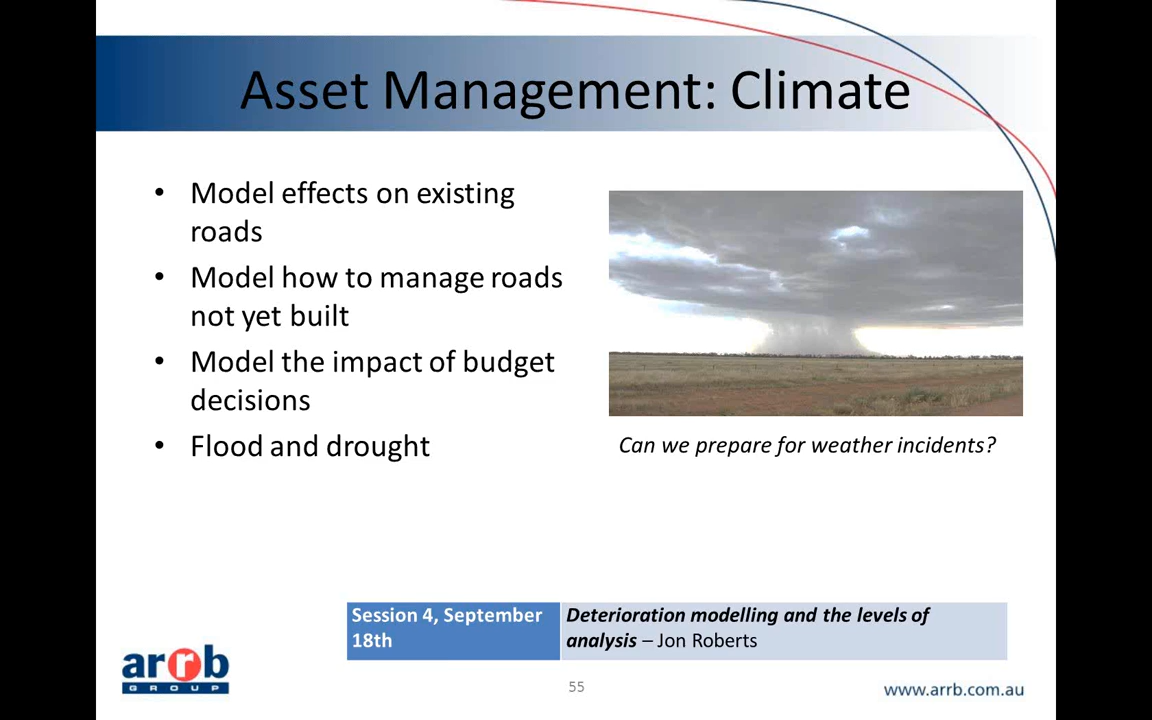 Asset Management: Climate
• Model effects on existing
roads
• Model how to manage roads
not yet built
• Model the impact of budget
decisions
• Flood and drought
Can we prepare for weather incidents?
Session 4, September
18th
Deterioration modelling and the levels of
analysis – Jon Roberts
arrb
GROUP
55
www.arrb.com.au